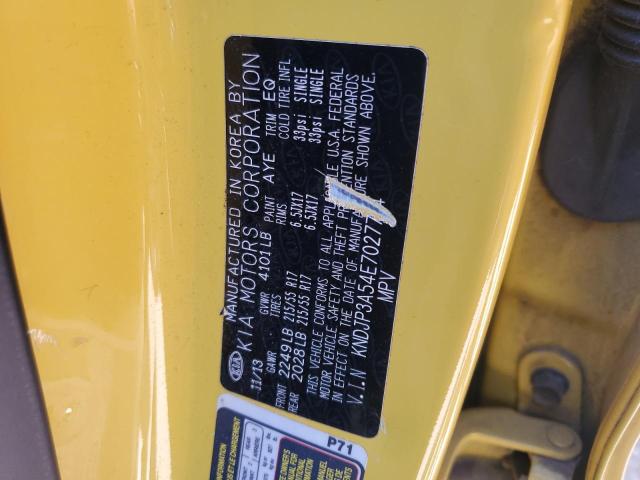 MANUFACTURED IN KOREA BY
KIA KIA MOTORS CORPORATION
11/13 GVWR 4101LB PAINT AYE TRIM EQ
GAWR TIRES RIMS COLD TIRE INFL.
FRONT 2249LB 215/55 R17 6.5JX17 33psi SINGLE
REAR 2028LB 215/55 R17 6.5JX17 33psi SINGLE
THIS VEHICLE CONFORMS TO ALL U.S.A. FEDERAL
MOTOR VEHICLE SAFETY AND THEFT STANDARDS
IN EFFECT ON THE DATE OF MANUFACTURE SHOWN ABOVE.
V.I.N KNDJP3A54E7027
MPV
P71